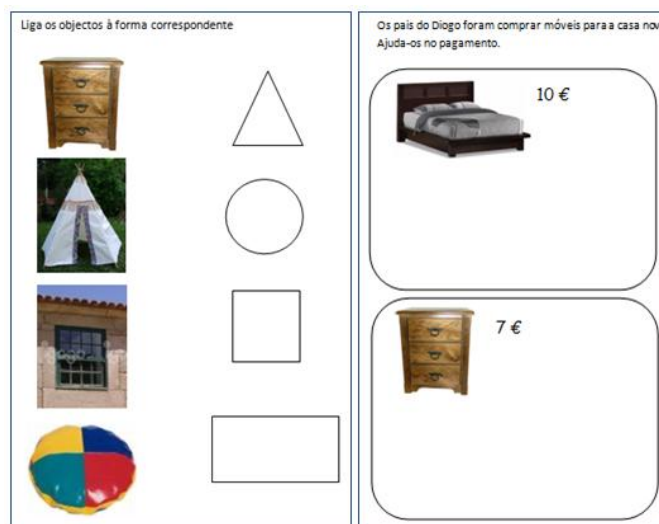 Liga os objectos à forma correspondente
Os pais do Diogo foram comprar móveis para a casa nov
Ajuda-os no pagamento.
10 €
7 €